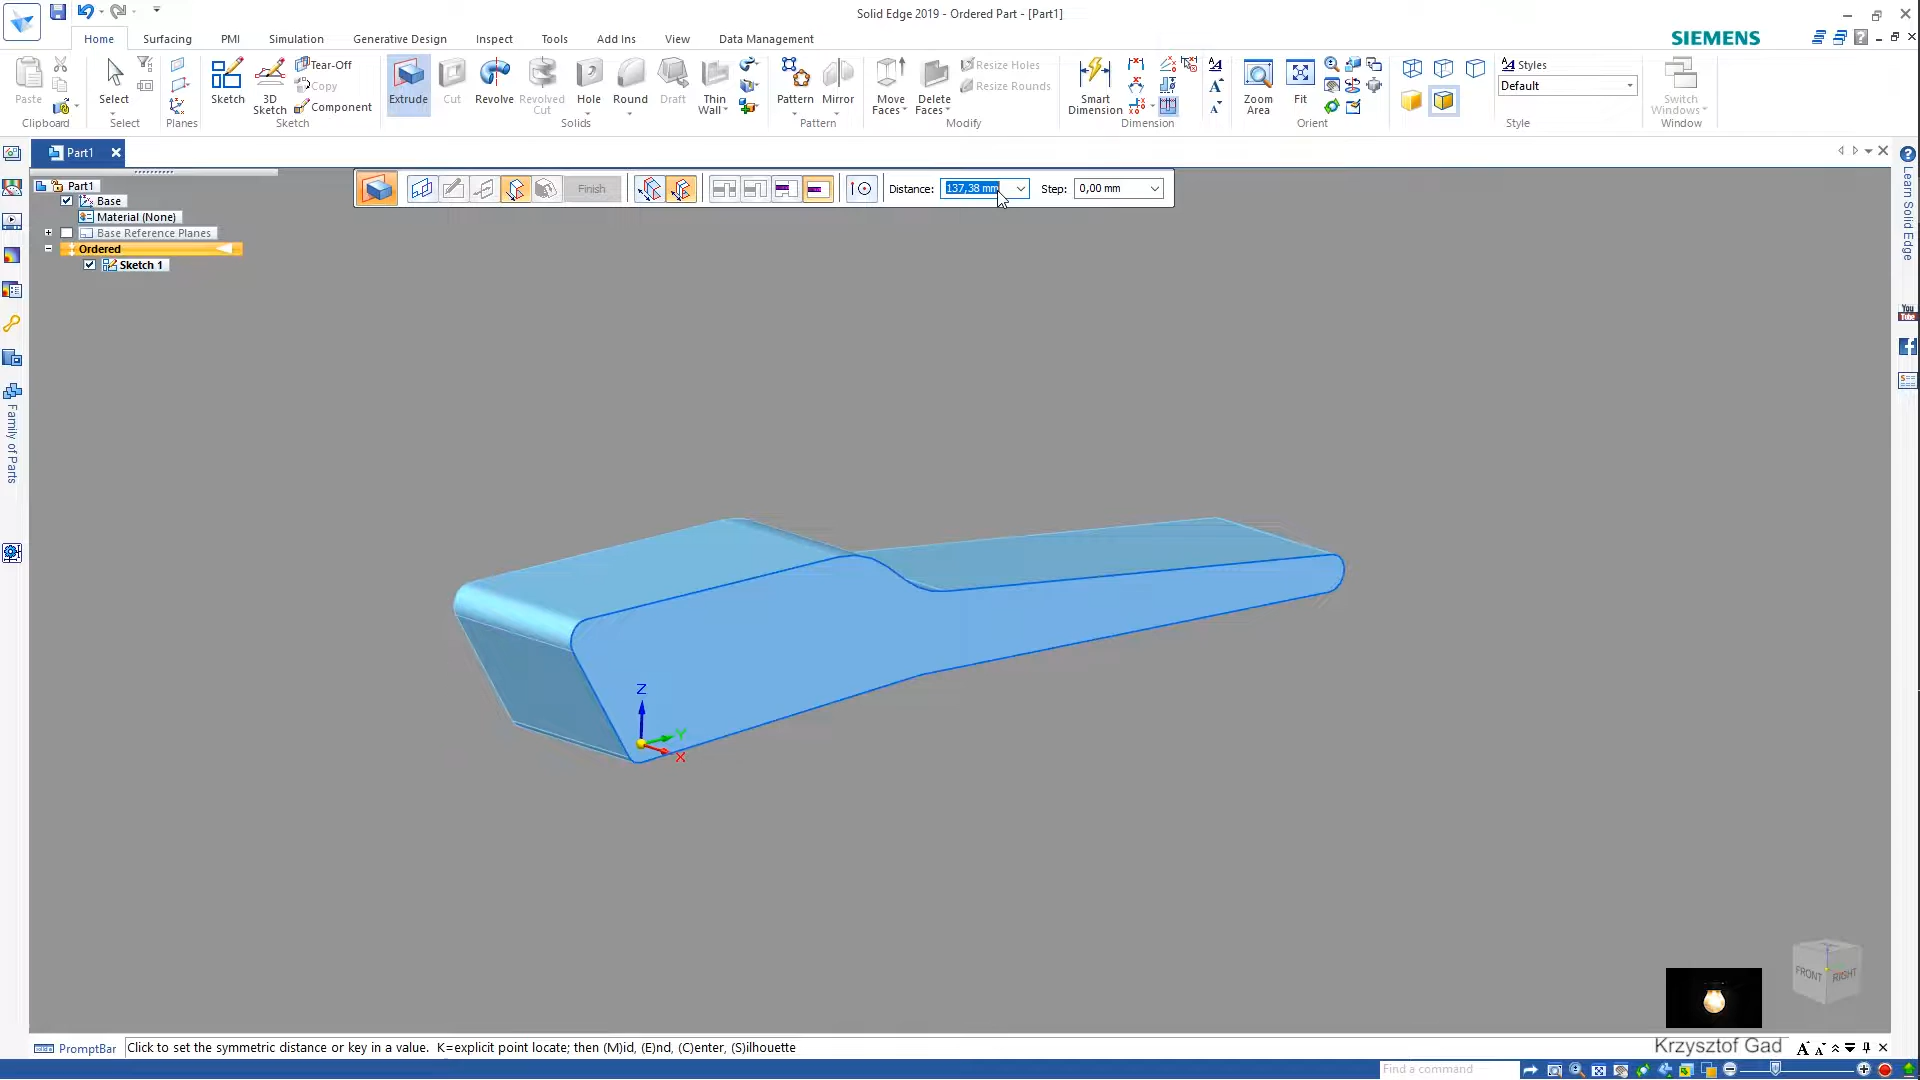 Solid Edge 2019 - Ordered Part - [Part1]
Home Surfacing PMI Simulation Generative Design Inspect Tools Add Ins View Data Management
SIEMENS
Paste
Clipboard
Select
Select
Planes
Sketch
3D Sketch
Tear-Off
Copy
Component
Sketch
Extrude
Cut
Revolve
Revolved Cut
Hole
Round
Draft
Thin Wall
Solids
Pattern
Mirror
Pattern
Move Faces
Delete Faces
Resize Holes
Resize Rounds
Modify
Smart Dimension
Dimension
Zoom Area
Fit
Orient
Styles
Default
Style
Switch Windows
Window
Part1
Finish
Distance: 137,38 mm
Step: 0,00 mm
Part1
Base
Material (None)
Base Reference Planes
Ordered
Sketch 1
Family of Parts
Learn Solid Edge
You
Tube
Z
Y
X
FRONT
RIGHT
PromptBar
Click to set the symmetric distance or key in a value. K=explicit point locate; then (M)id, (E)nd, (C)enter, (S)ilhouette
Krzysztof Gad
Find a command